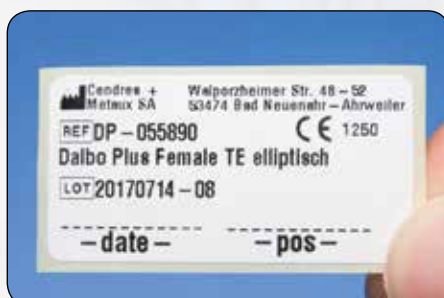 Cendres + Metaux SA
Walporzheimer Str. 48 – 52
53474 Bad Neuenahr – Ahrweiler
REF DP – 055890
CE 1250
Dalbo Plus Female TE elliptisch
LOT 20170714 – 08
– date –
– pos –